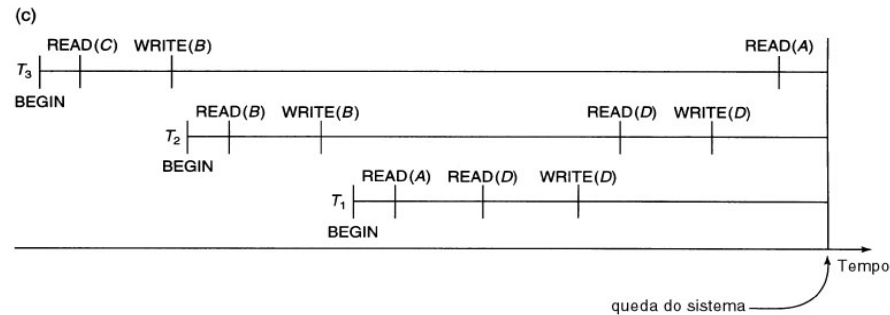 (c)
READ(C) WRITE(B) READ(A)
T3
BEGIN
READ(B) WRITE(B) READ(D) WRITE(D)
T2
BEGIN
READ(A) READ(D) WRITE(D)
T1
BEGIN
Tempo
queda do sistema